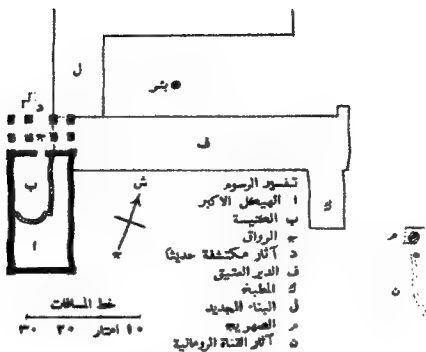 ل
د
بئر
ف
ب
ا
ش
ك
م
ن
تفسير الرسوم
ا الهيكل الاكبر
ب الكنيسة
ج الرواق
د آثار مكتشفة حديثا
ف الدير العتيق
ك المطبخ
ل البناء الجديد
م الصهريج
ن آثار القناة الرومانية
خط المسافات
١٠ امتار ٢٠ ٣٠